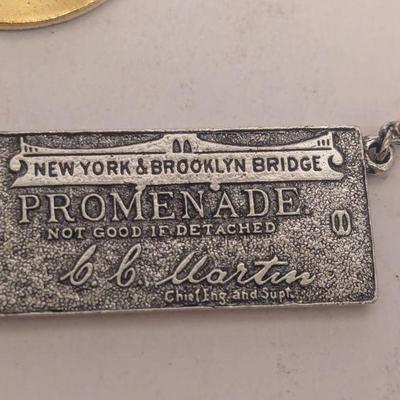 NEW YORK & BROOKLYN BRIDGE
PROMENADE.
NOT GOOD IF DETACHED
C. C. Martin
Chief Eng. and Supt.